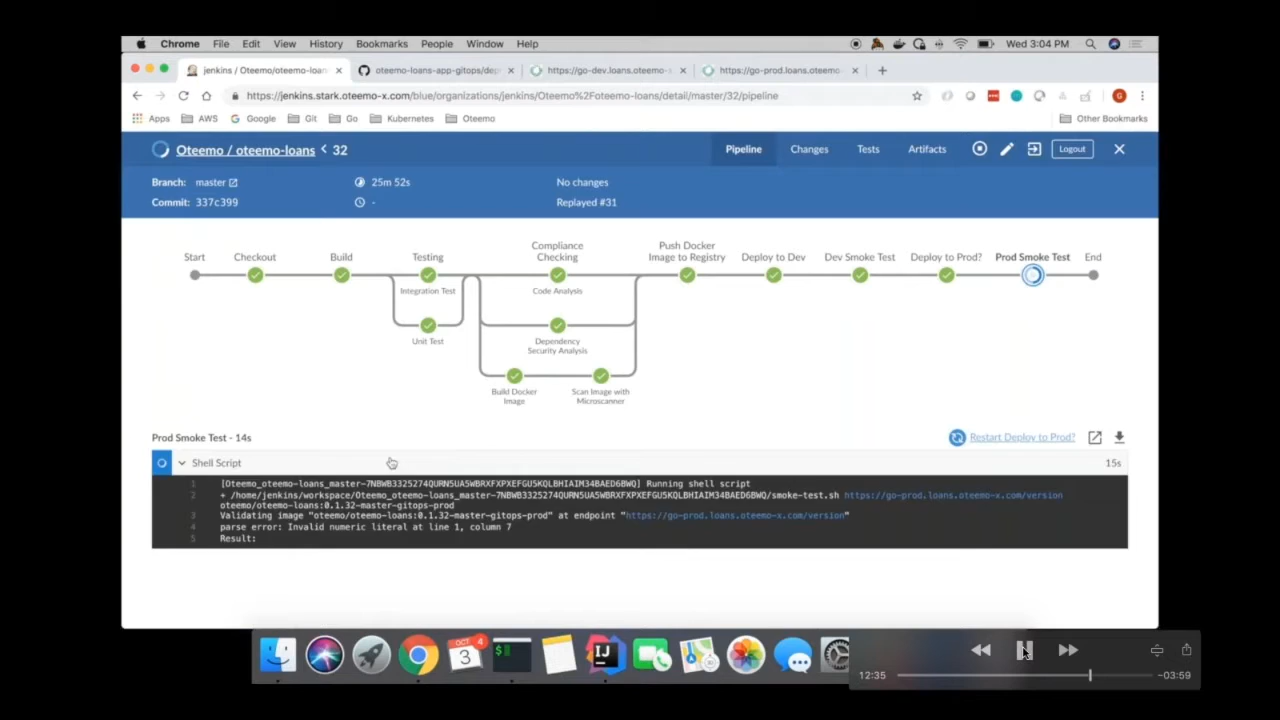 Chrome File Edit View History Bookmarks People Window Help Wed 3:04 PM
jenkins / Oteemo/oteemo-loan oteemo-loans-app-gitops/dep https://go-dev.loans.oteemo- https://go-prod.loans.oteemo
https://jenkins.stark.oteemo-x.com/blue/organizations/jenkins/Oteemo%2Foteemo-loans/detail/master/32/pipeline
Apps AWS Google Git Go Kubernetes Oteemo Other Bookmarks
Oteemo / oteemo-loans < 32 Pipeline Changes Tests Artifacts Logout
Branch: master 25m 52s No changes
Commit: 337c399 - Replayed #31
Start Checkout Build Testing Compliance Checking Push Docker Image to Registry Deploy to Dev Dev Smoke Test Deploy to Prod? Prod Smoke Test End
Integration Test Code Analysis
Unit Test Dependency Security Analysis
Build Docker Image Scan Image with Microscanner
Prod Smoke Test - 14s Restart Deploy to Prod?
Shell Script 15s
1 [Oteemo_oteemo-loans_master-7NBWB3325274QURN5UA5WBRXFXPXEFGU5KQLBHIAIM34BAED6BWQ] Running shell script
2 + /home/jenkins/workspace/Oteemo_oteemo-loans_master-7NBWB3325274QURN5UA5WBRXFXPXEFGU5KQLBHIAIM34BAED6BWQ/smoke-test.sh https://go-prod.loans.oteemo-x.com/version
oteemo/oteemo-loans:0.1.32-master-gitops-prod
3 Validating image "oteemo/oteemo-loans:0.1.32-master-gitops-prod" at endpoint "https://go-prod.loans.oteemo-x.com/version"
4 parse error: Invalid numeric literal at line 1, column 7
5 Result:
OCT 4
3 $ IJ
12:35 -03:59